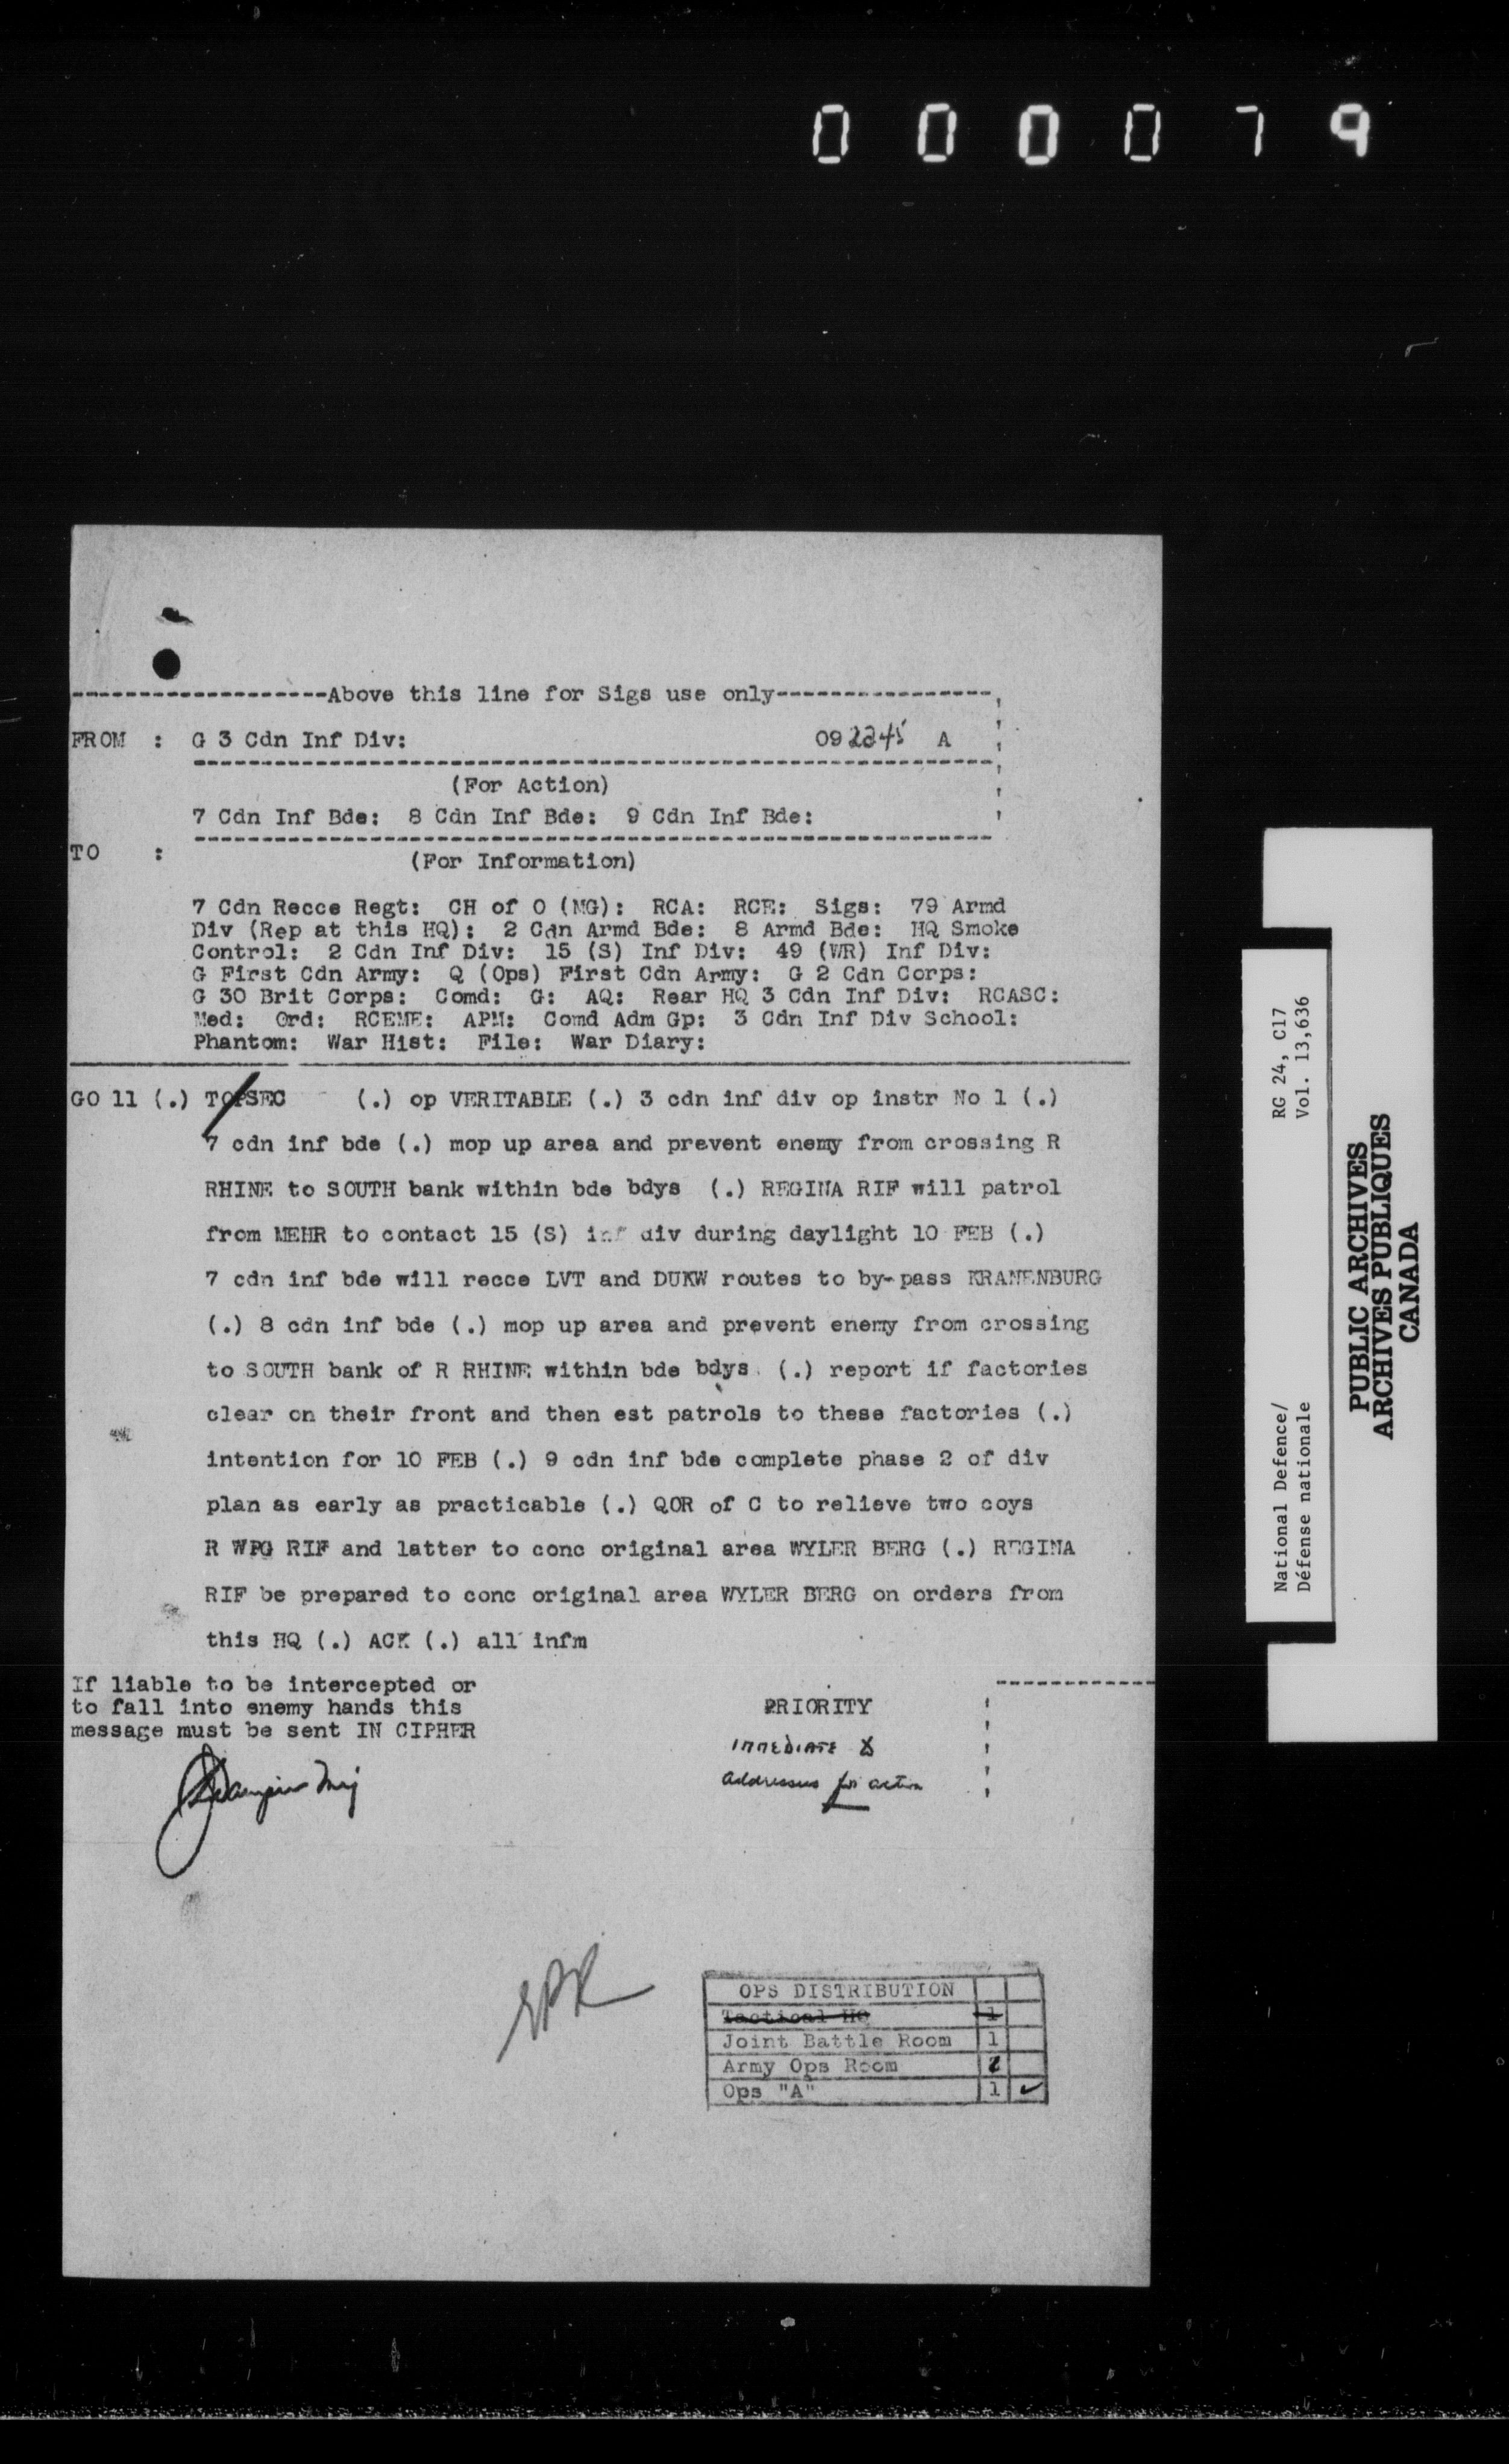 000079
-------------------Above this line for Sigs use only----------------
FROM : G 3 Cdn Inf Div: 092245 A
(For Action)
7 Cdn Inf Bde: 8 Cdn Inf Bde: 9 Cdn Inf Bde:
TO :
(For Information)
7 Cdn Recce Regt: CH of O (MG): RCA: RCE: Sigs: 79 Armd
Div (Rep at this HQ): 2 Cdn Armd Bde: 8 Armd Bde: HQ Smoke
Control: 2 Cdn Inf Div: 15 (S) Inf Div: 49 (WR) Inf Div:
G First Cdn Army: Q (Ops) First Cdn Army: G 2 Cdn Corps:
G 30 Brit Corps: Comd: G: AQ: Rear HQ 3 Cdn Inf Div: RCASC:
Med: Ord: RCEME: APM: Comd Adm Gp: 3 Cdn Inf Div School:
Phantom: War Hist: File: War Diary:
GO 11 (.) TOPSEC (.) op VERITABLE (.) 3 cdn inf div op instr No 1 (.)
7 cdn inf bde (.) mop up area and prevent enemy from crossing R
RHINE to SOUTH bank within bde bdys (.) REGINA RIF will patrol
from MEHR to contact 15 (S) inf div during daylight 10 FEB (.)
7 cdn inf bde will recce LVT and DUKW routes to by-pass KRANENBURG
(.) 8 cdn inf bde (.) mop up area and prevent enemy from crossing
to SOUTH bank of R RHINE within bde bdys (.) report if factories
clear on their front and then est patrols to these factories (.)
intention for 10 FEB (.) 9 cdn inf bde complete phase 2 of div
plan as early as practicable (.) QOR of C to relieve two coys
R WPG RIF and latter to conc original area WYLER BERG (.) REGINA
RIF be prepared to conc original area WYLER BERG on orders from
this HQ (.) ACK (.) all infm
If liable to be intercepted or
to fall into enemy hands this
message must be sent IN CIPHER
PRIORITY
IMMEDIATE to
addresses for action
OPS DISTRIBUTION
Tactical HQ 1
Joint Battle Room 1
Army Ops Room
Ops "A" 1 ✓
National Defence/ RG 24, C17
Défense nationale Vol. 13,636
PUBLIC ARCHIVES
ARCHIVES PUBLIQUES
CANADA